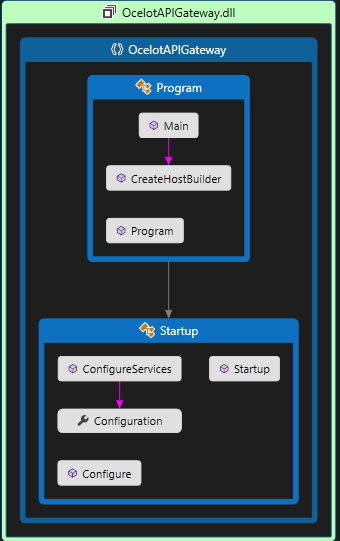 OcelotAPIGateway.dll
OcelotAPIGateway
Program
Main
CreateHostBuilder
Program
Startup
ConfigureServices
Startup
Configuration
Configure